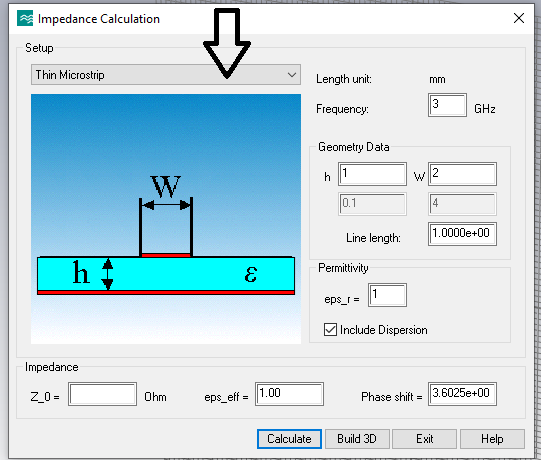 Impedance Calculation
Setup
Thin Microstrip
Length unit: mm
Frequency: 3 GHz
W
h
ε
Geometry Data
h 1 W 2
0.1 4
Line length: 1.0000e+00
Permittivity
eps_r = 1
Include Dispersion
Impedance
Z_0 = Ohm eps_eff = 1.00 Phase shift = 3.6025e+00
Calculate Build 3D Exit Help